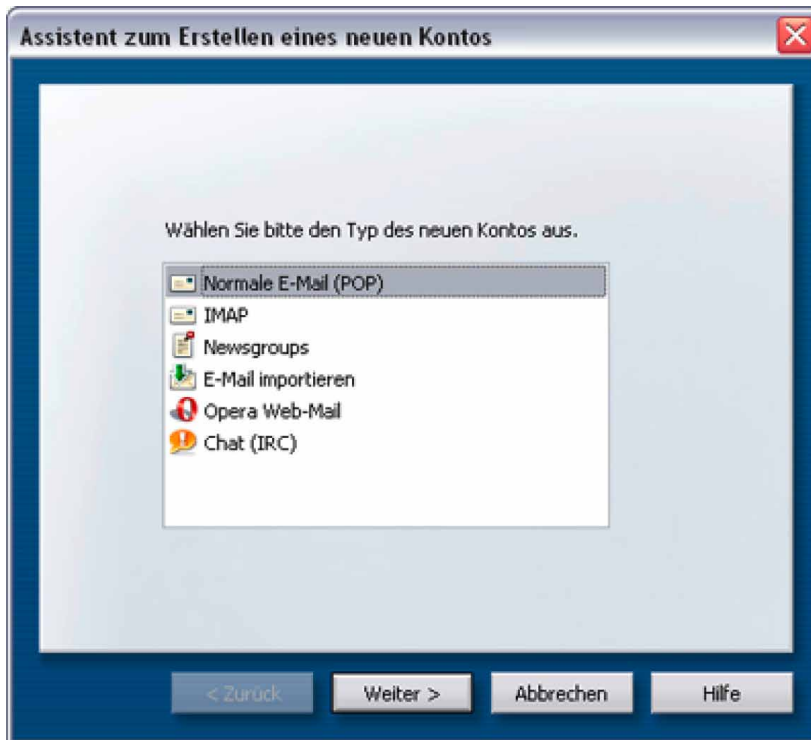 Assistent zum Erstellen eines neuen Kontos
Wählen Sie bitte den Typ des neuen Kontos aus.
Normale E-Mail (POP)
IMAP
Newsgroups
E-Mail importieren
Opera Web-Mail
Chat (IRC)
< Zurück Weiter > Abbrechen Hilfe